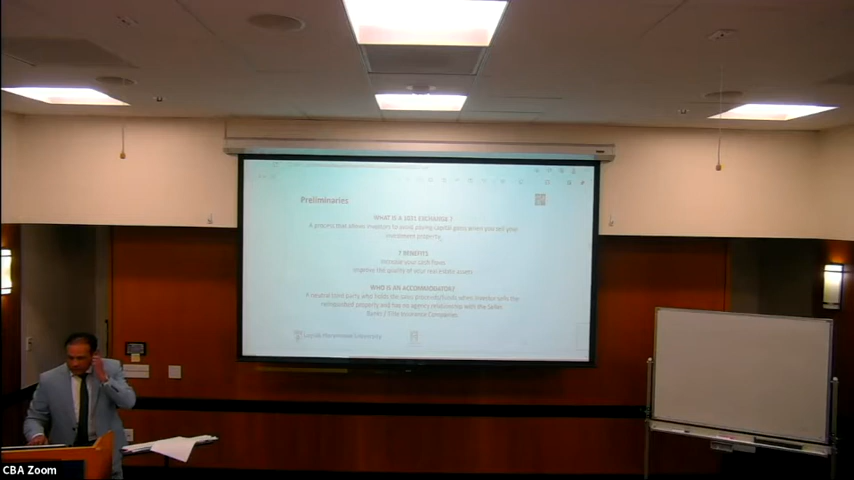 Preliminaries
WHAT IS A 1031 EXCHANGE ?
A process that allows investors to avoid paying Capital gains when you sell your
investment property.
7 BENEFITS
Increase your cash flow
Improve the quality of your real estate assets
WHO IS AN ACCOMMODATOR?
A neutral third party who holds the sales proceeds/funds when investor sells the
relinquished property and has no agency relationship with the Seller.
Banks / Title Insurance Companies
CBA Zoom